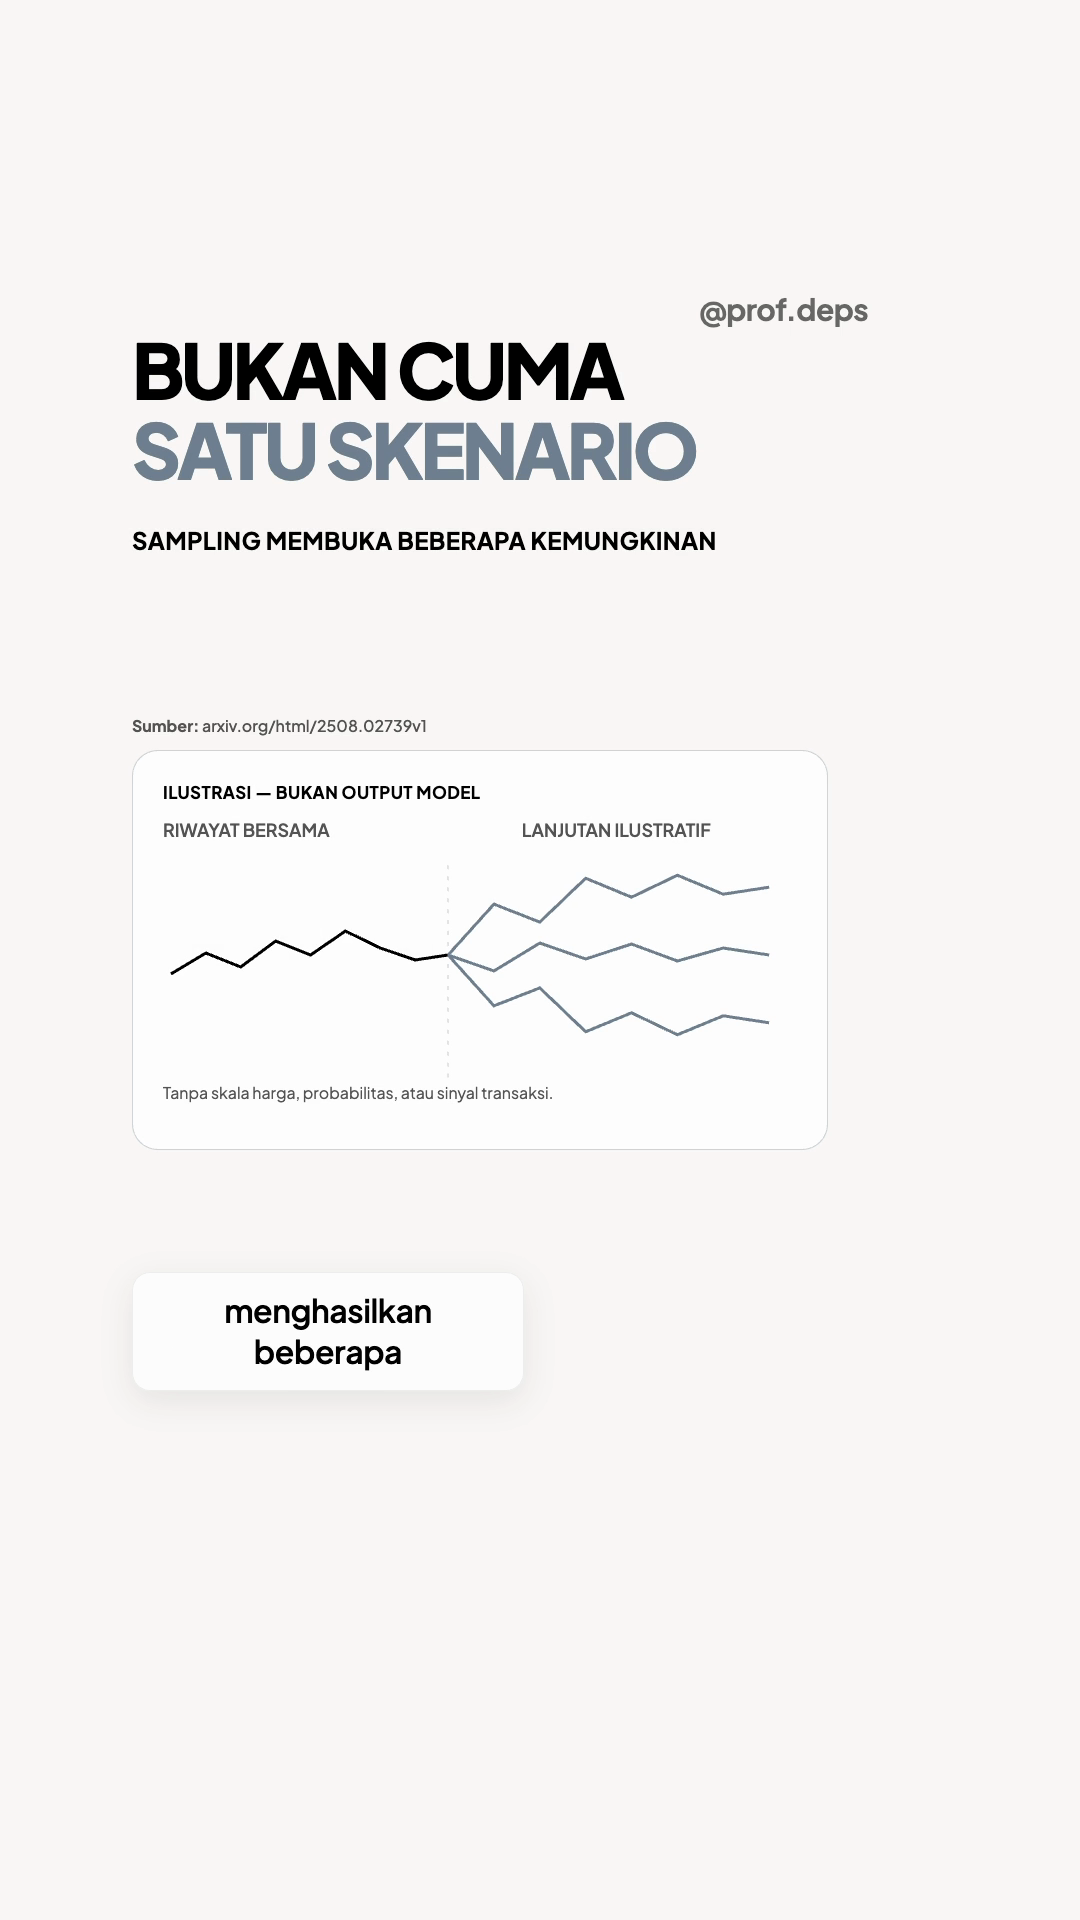 @prof.deps
BUKAN CUMA
SATU SKENARIO
SAMPLING MEMBUKA BEBERAPA KEMUNGKINAN
Sumber: arxiv.org/html/2508.02739v1
ILUSTRASI — BUKAN OUTPUT MODEL
RIWAYAT BERSAMA
LANJUTAN ILUSTRATIF
Tanpa skala harga, probabilitas, atau sinyal transaksi.
menghasilkan
beberapa